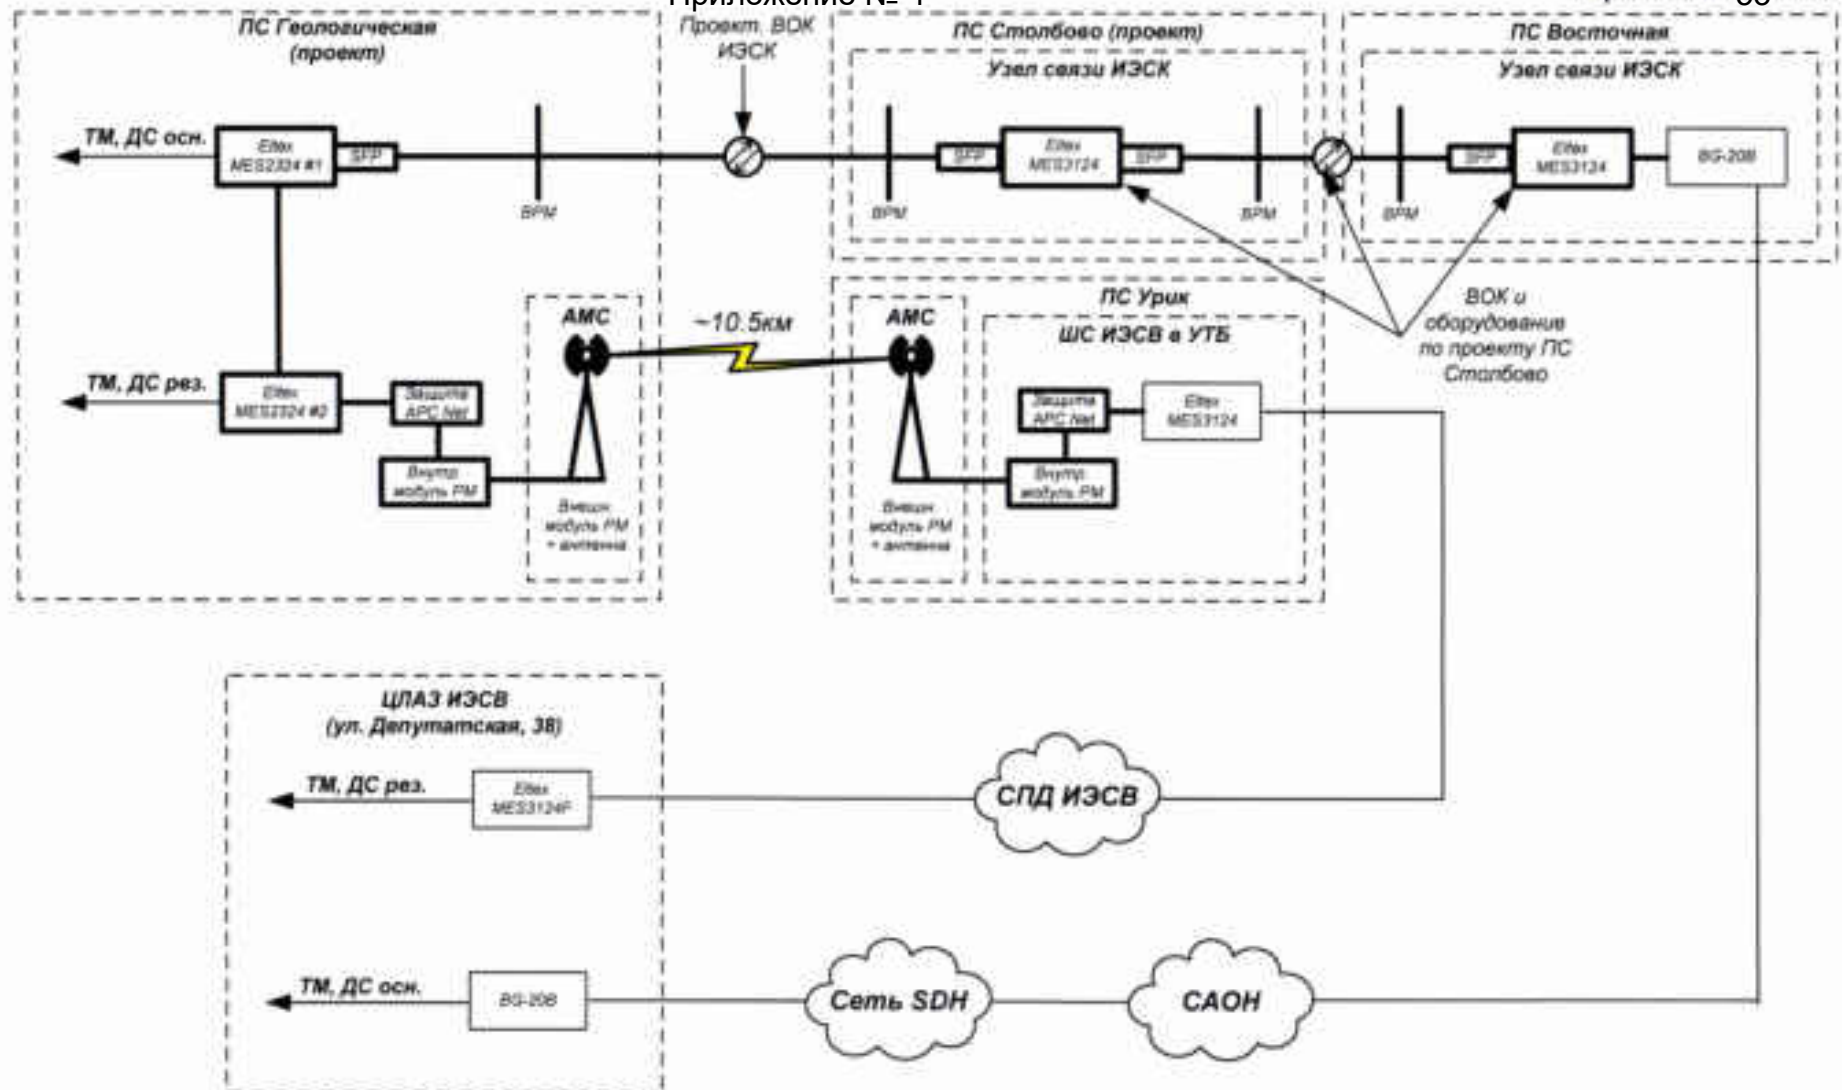 Приложение №
ПС Геологическая
(проект)
ТМ, ДС осн.
Eltex
MES2324 #1
SFP
ВРМ
Проект. ВОК
ИЭСК
ПС Столбово (проект)
Узел связи ИЭСК
ВРМ
SFP
Eltex
MES3124
SFP
ВРМ
ПС Восточная
Узел связи ИЭСК
ВРМ
SFP
Eltex
MES3124
BG-20B
ВОК и
оборудование
по проекту ПС
Столбово
ТМ, ДС рез.
Eltex
MES2324 #2
Защита
APC Net
Внутр.
модуль РМ
АМС
Внешн.
модуль РМ
+ антенна
~10.5км
ПС Урик
АМС
Внешн.
модуль РМ
+ антенна
ШС ИЭСВ в УТБ
Защита
APC Net
Eltex
MES3124
Внутр.
модуль РМ
ЦЛАЗ ИЭСВ
(ул. Депутатская, 38)
ТМ, ДС рез.
Eltex
MES3124F
СПД ИЭСВ
ТМ, ДС осн.
BG-20B
Сеть SDH
САОН